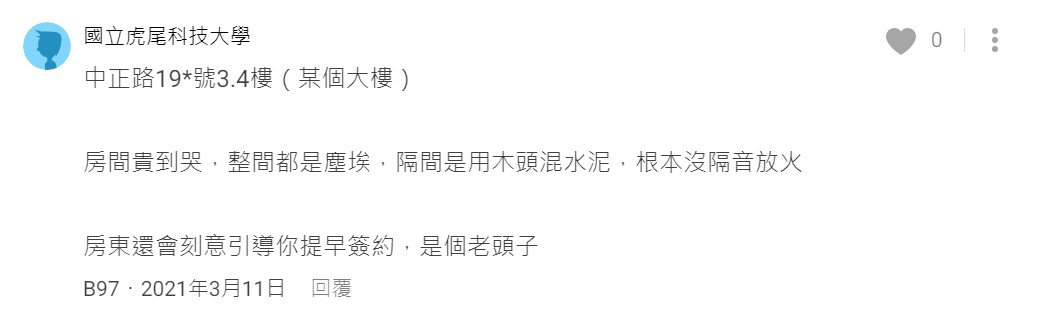 國立虎尾科技大學
0
中正路19*號3.4樓（某個大樓）
房間貴到哭，整間都是塵埃，隔間是用木頭混水泥，根本沒隔音放火
房東還會刻意引導你提早簽約，是個老頭子
B97．2021年3月11日 回覆